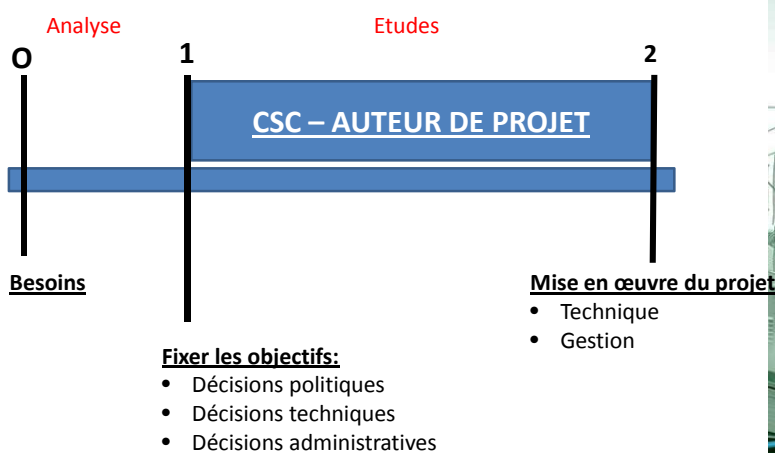 Analyse
Etudes
O
1
2
CSC – AUTEUR DE PROJET
Besoins
Mise en œuvre du projet
• Technique
• Gestion
Fixer les objectifs:
• Décisions politiques
• Décisions techniques
• Décisions administratives